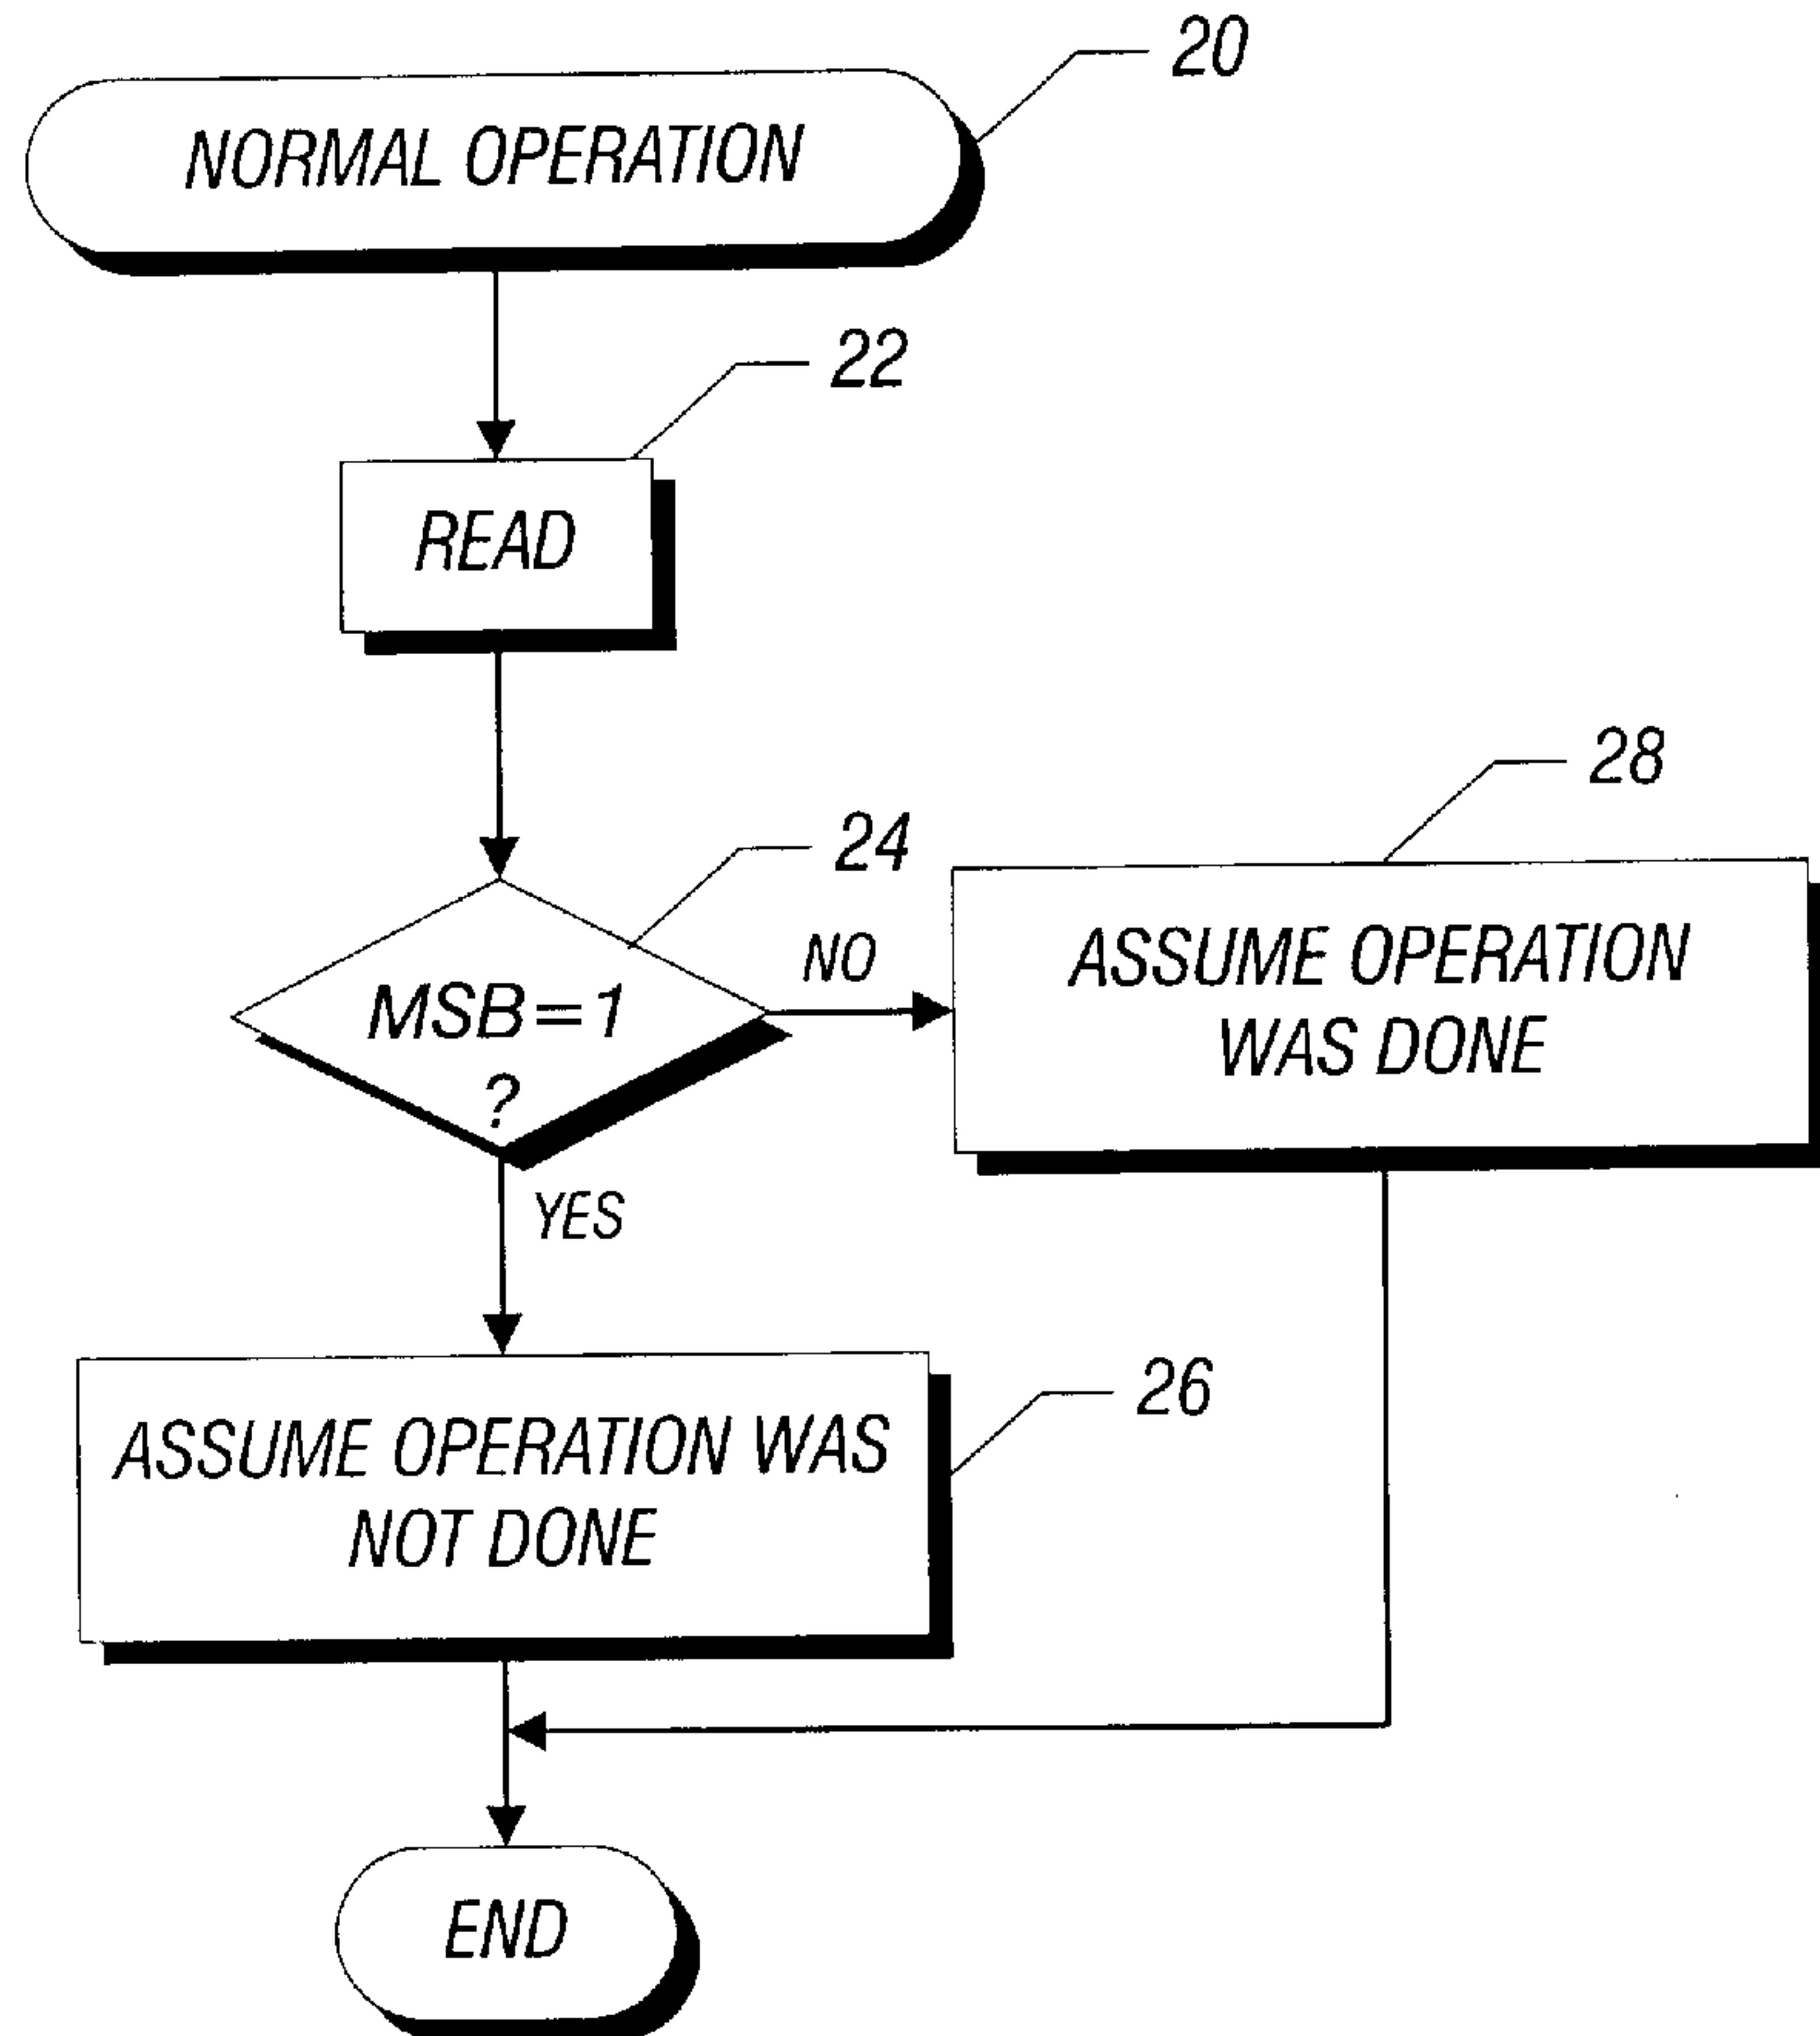 20
NORMAL OPERATION
22
READ
24
MSB=1
?
NO
28
ASSUME OPERATION
WAS DONE
YES
26
ASSUME OPERATION WAS
NOT DONE
END